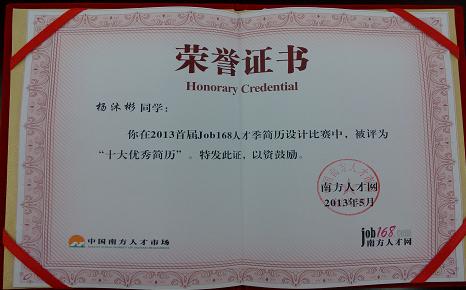 荣誉证书
Honorary Credential
杨沐彬同学:
你在2013首届Job168人才季简历设计比赛中，被评为
“十大优秀简历”。特发此证，以资鼓励。
南方人才网
2013年5月
中国南方人才市场
job168.com
南方人才网